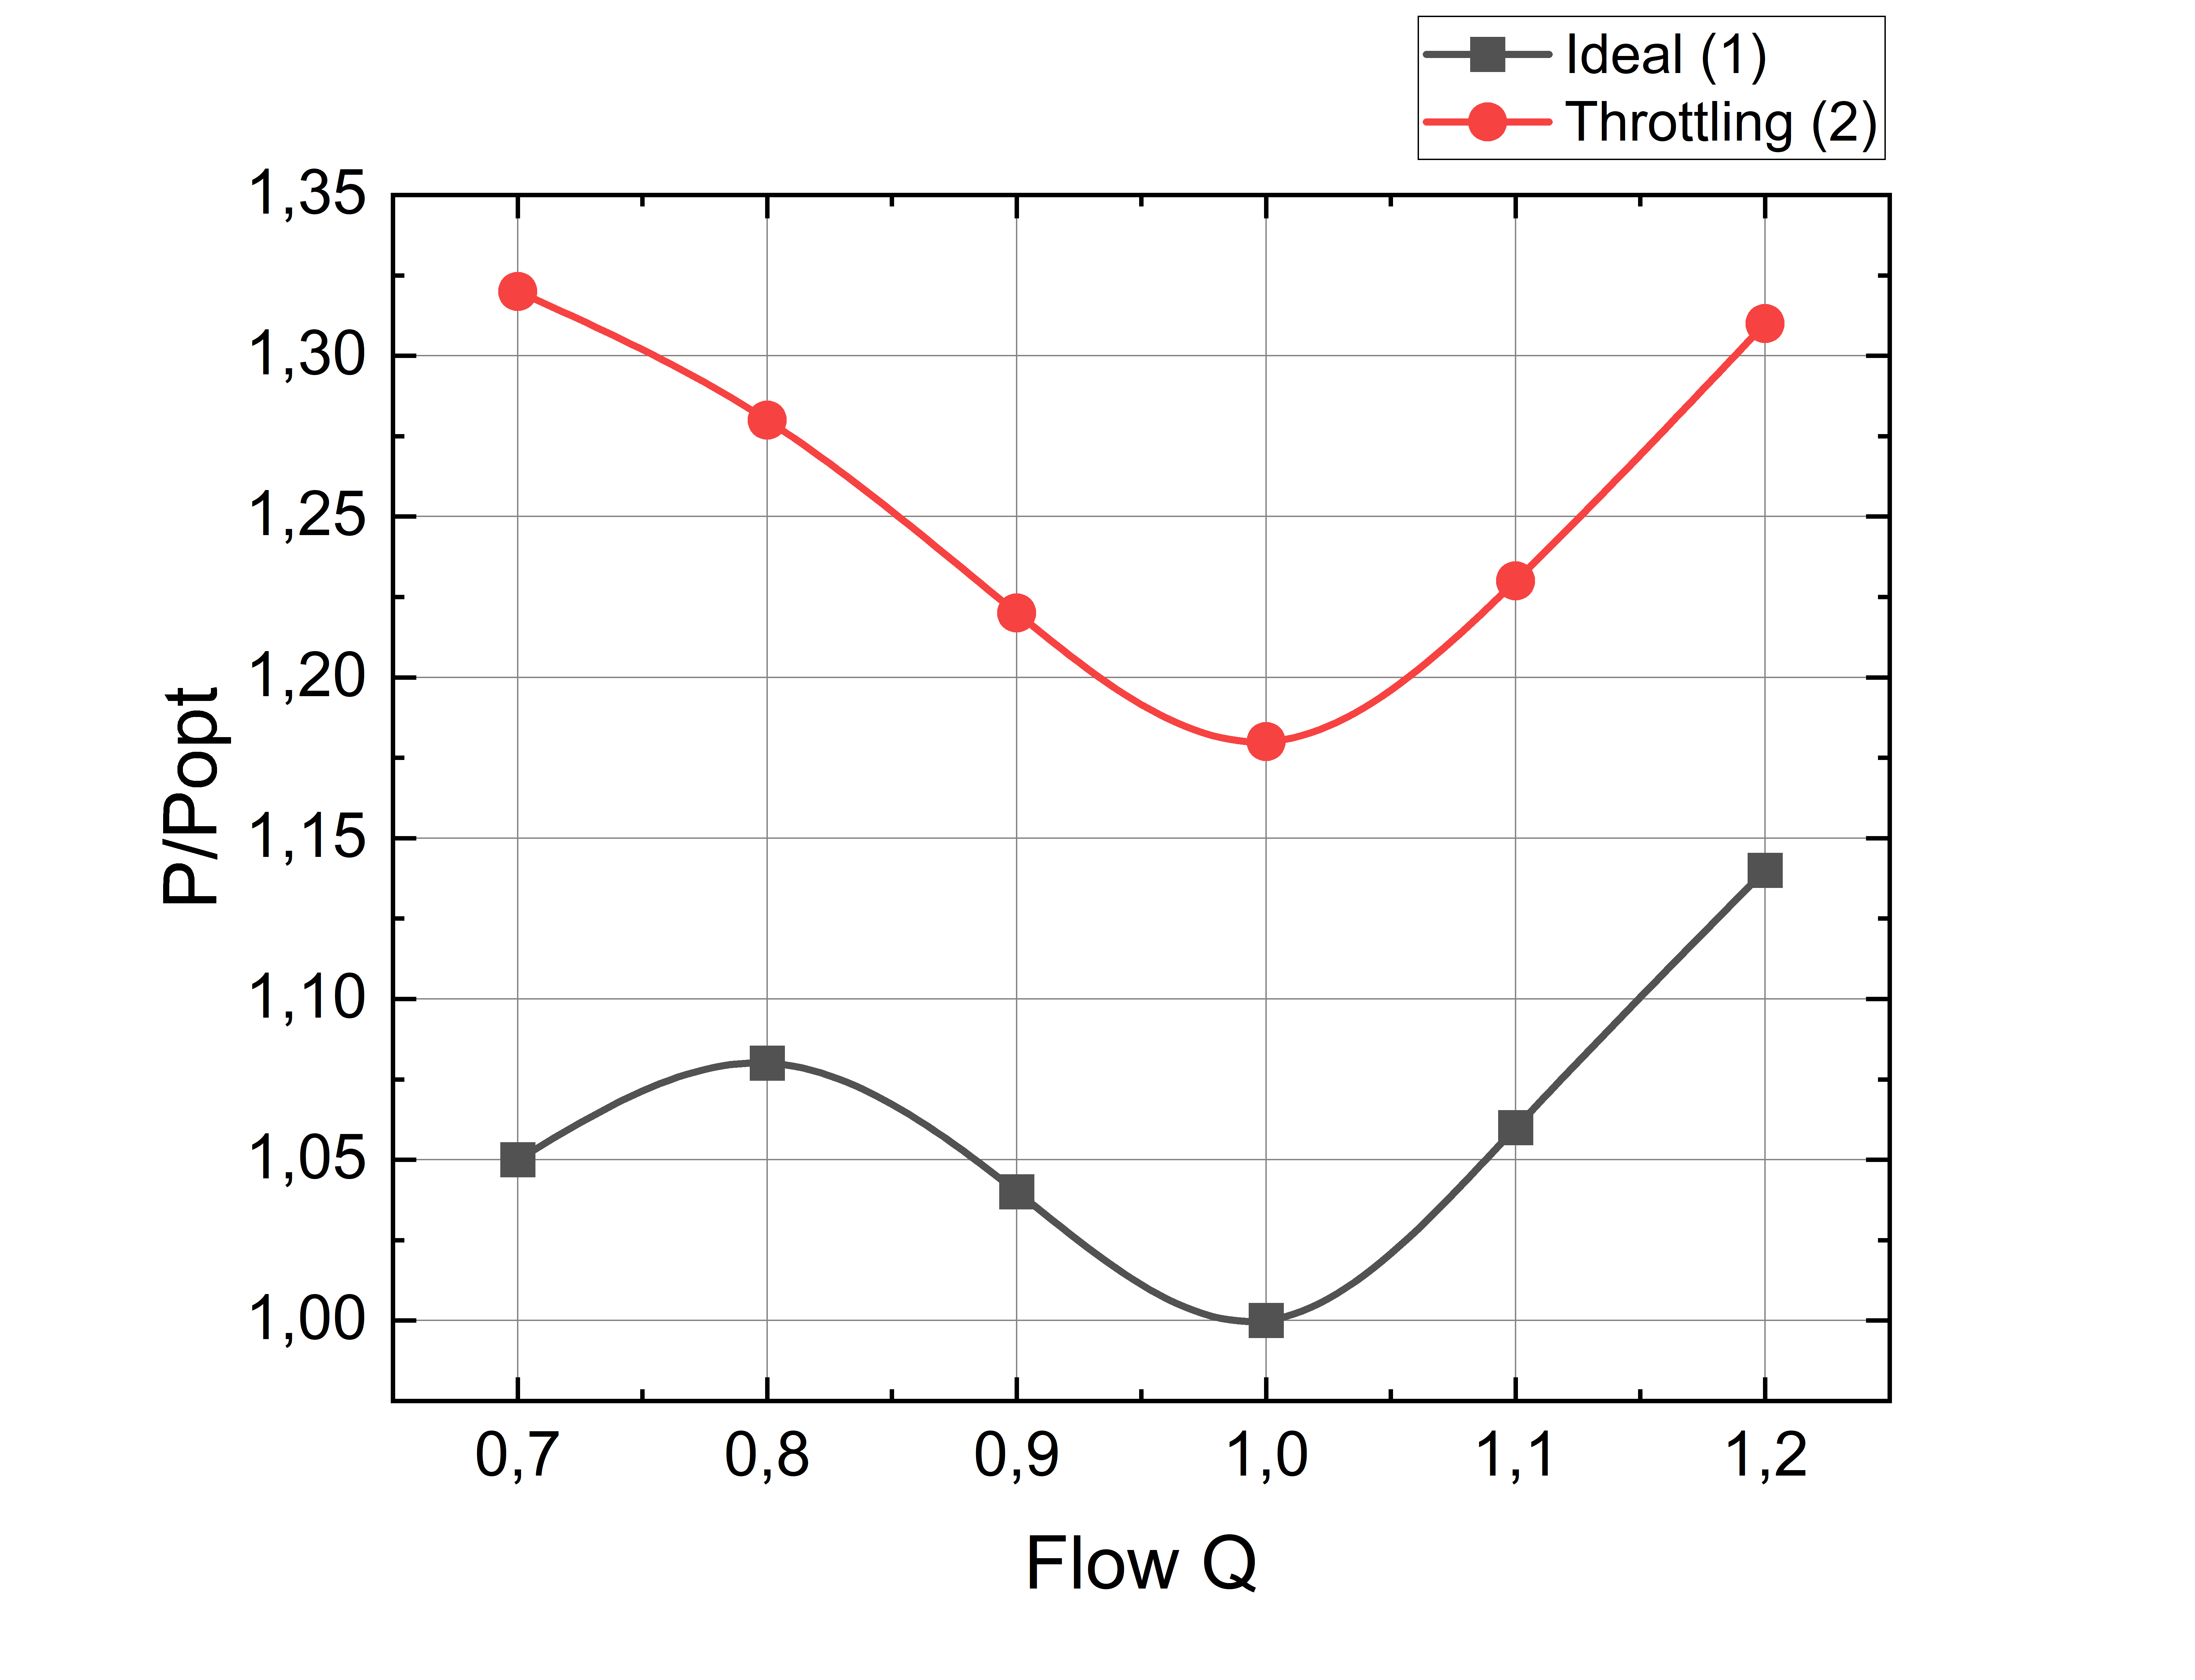 Ideal (1)
Throttling (2)
1,35
1,30
1,25
1,20
1,15
1,10
1,05
1,00
P/Popt
0,7 0,8 0,9 1,0 1,1 1,2
Flow Q